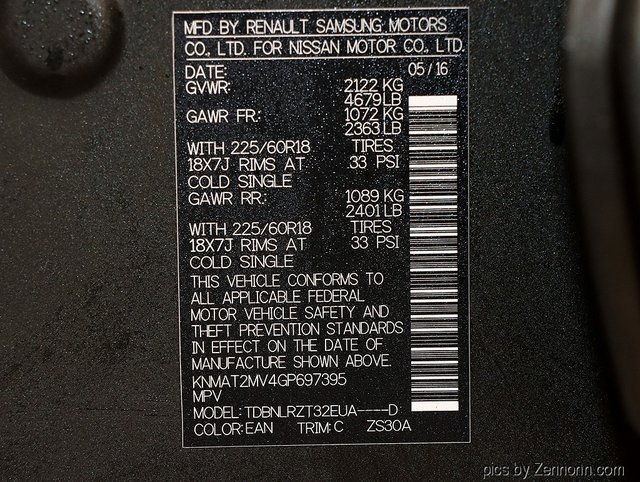 MFD BY RENAULT SAMSUNG MOTORS
CO., LTD. FOR NISSAN MOTOR CO., LTD.
DATE: 05/16
GVWR: 2122 KG
4679 LB
GAWR FR: 1072 KG
2363 LB
WITH 225/60R18 TIRES
18X7J RIMS AT 33 PSI
COLD SINGLE
GAWR RR: 1089 KG
2401 LB
WITH 225/60R18 TIRES
18X7J RIMS AT 33 PSI
COLD SINGLE
THIS VEHICLE CONFORMS TO
ALL APPLICABLE FEDERAL
MOTOR VEHICLE SAFETY AND
THEFT PREVENTION STANDARDS
IN EFFECT ON THE DATE OF
MANUFACTURE SHOWN ABOVE.
KNMAT2MV4GP697395
MPV
MODEL: TDBNLRZT32EUA----D
COLOR: EAN TRIM: C ZS30A
pics by Zennorin.com